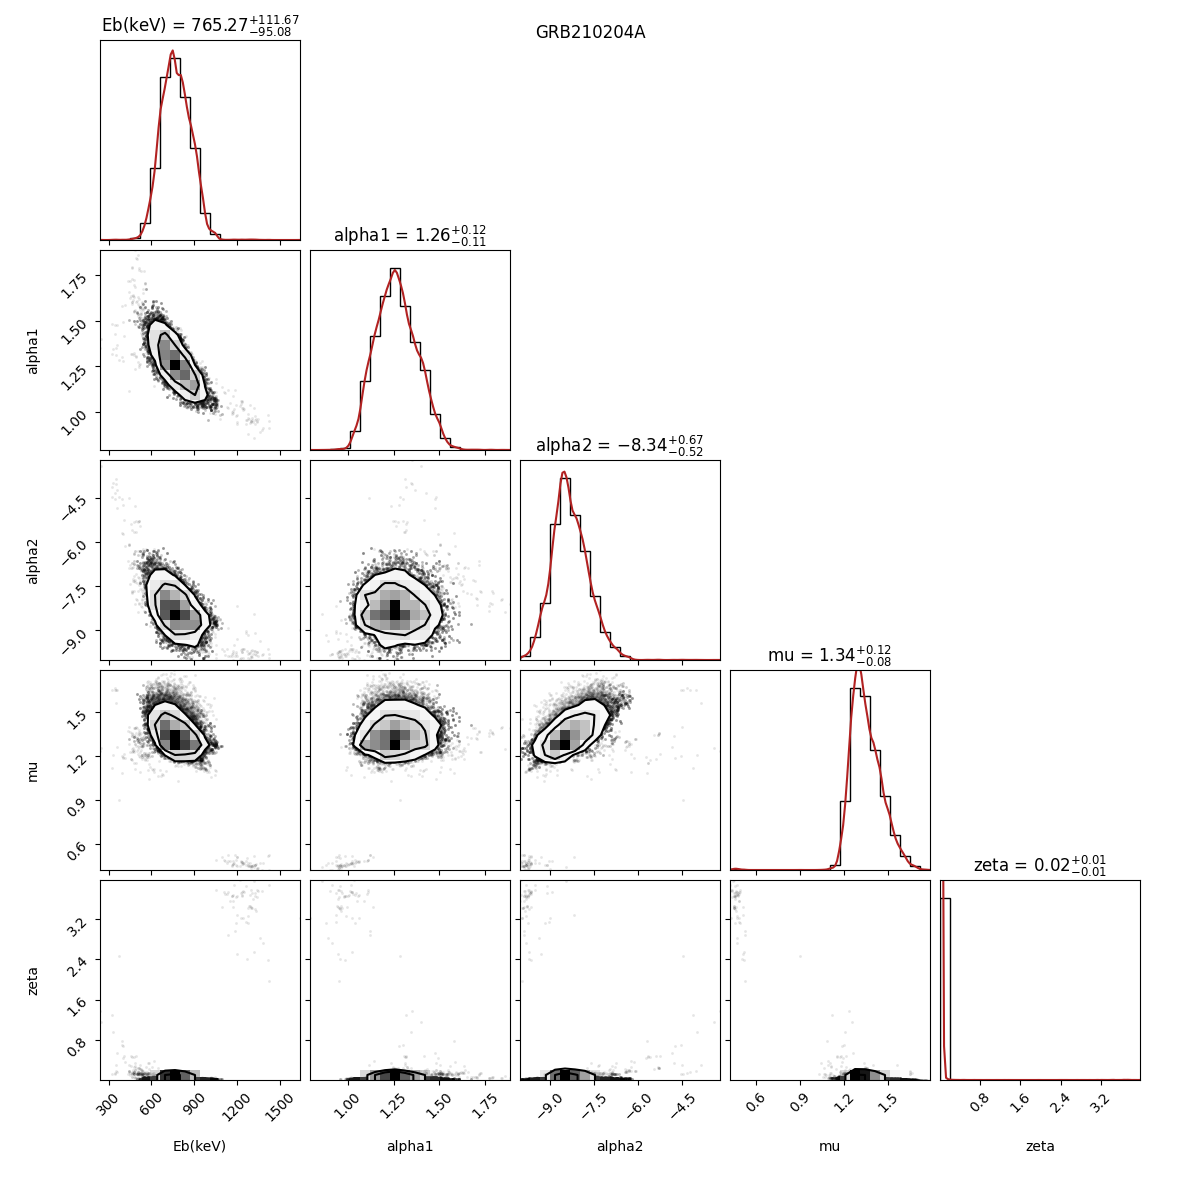 GRB210204A
Eb(keV) = 765.27+111.67 −95.08
alpha1 = 1.26+0.12 −0.11
alpha1
1.75
1.50
1.25
1.00
alpha2 = −8.34+0.67 −0.52
alpha2
−4.5
−6.0
−7.5
−9.0
mu = 1.34+0.12 −0.08
mu
1.5
1.2
0.9
0.6
zeta = 0.02+0.01 −0.01
zeta
3.2
2.4
1.6
0.8
300 600 900 1200 1500 1.00 1.25 1.50 1.75 −9.0 −7.5 −6.0 −4.5 0.6 0.9 1.2 1.5 0.8 1.6 2.4 3.2
Eb(keV) alpha1 alpha2 mu zeta